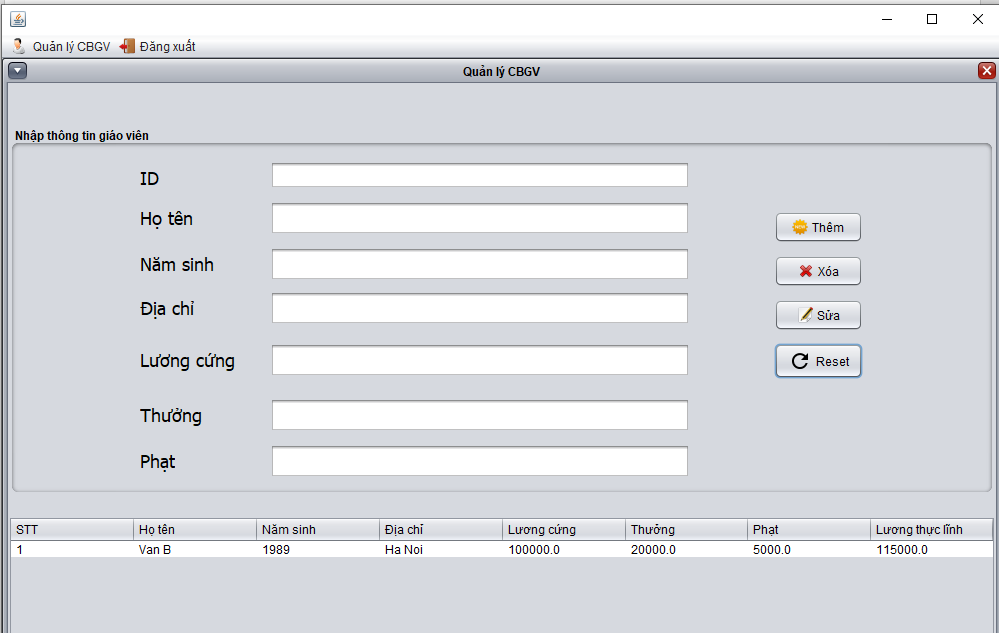 Quản lý CBGV Đăng xuất
Quản lý CBGV
Nhập thông tin giáo viên
ID
Họ tên
Thêm
Năm sinh
Xóa
Địa chỉ
Sửa
Lương cứng
Reset
Thưởng
Phạt
STT Họ tên Năm sinh Địa chỉ Lương cứng Thưởng Phạt Lương thực lĩnh
1 Van B 1989 Ha Noi 100000.0 20000.0 5000.0 115000.0